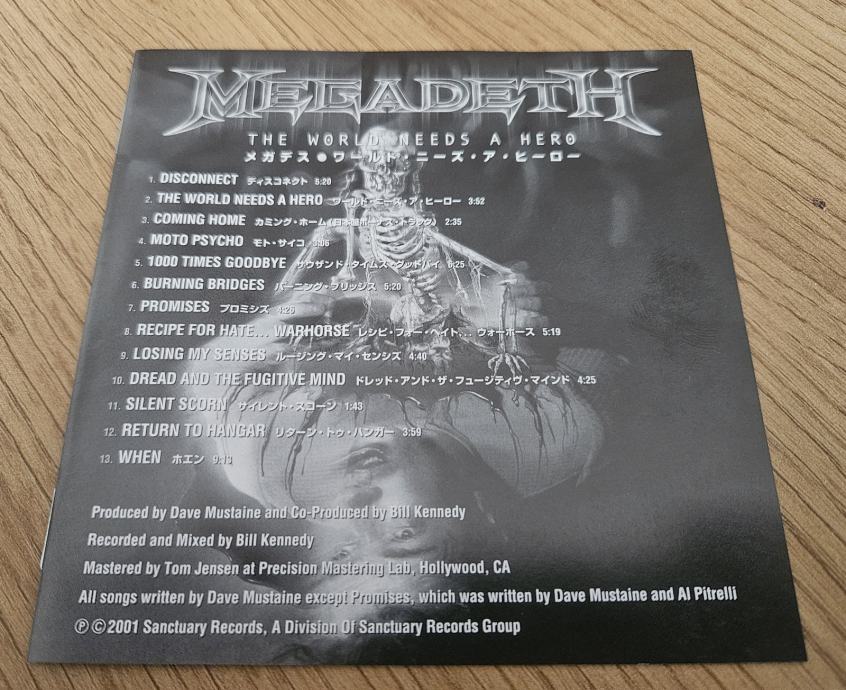 MEGADETH
THE WORLD NEEDS A HERO
メガデス●ワールド・ニーズ・ア・ヒーロー
1. DISCONNECT ディスコネクト 5:20
2. THE WORLD NEEDS A HERO ワールド・ニーズ・ア・ヒーロー 3:52
3. COMING HOME カミング・ホーム(日本盤ボーナス・トラック) 2:35
4. MOTO PSYCHO モト・サイコ 3:06
5. 1000 TIMES GOODBYE サウザンド・タイムズ・グッドバイ 6:25
6. BURNING BRIDGES バーニング・ブリッジズ 5:20
7. PROMISES プロミシズ 4:28
8. RECIPE FOR HATE... WARHORSE レシピ・フォー・ヘイト... ウォーホース 5:19
9. LOSING MY SENSES ルージング・マイ・センシズ 4:40
10. DREAD AND THE FUGITIVE MIND ドレッド・アンド・ザ・フュージティヴ・マインド 4:25
11. SILENT SCORN サイレント・スコーン 1:43
12. RETURN TO HANGAR リターン・トゥ・ハンガー 3:59
13. WHEN ホエン 9:13
Produced by Dave Mustaine and Co-Produced by Bill Kennedy
Recorded and Mixed by Bill Kennedy
Mastered by Tom Jensen at Precision Mastering Lab, Hollywood, CA
All songs written by Dave Mustaine except Promises, which was written by Dave Mustaine and Al Pitrelli
℗©2001 Sanctuary Records, A Division Of Sanctuary Records Group